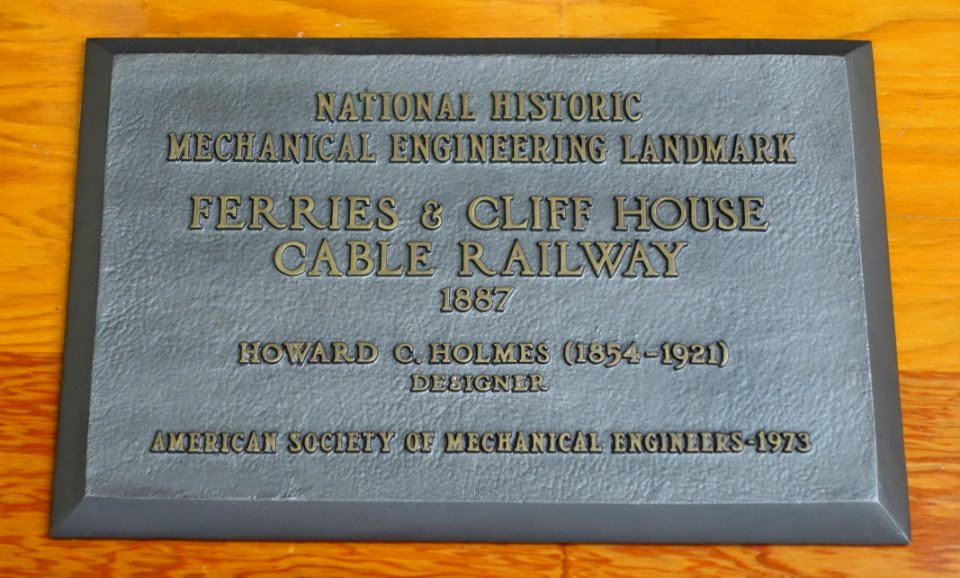 NATIONAL HISTORIC
MECHANICAL ENGINEERING LANDMARK
FERRIES & CLIFF HOUSE
CABLE RAILWAY
1887
HOWARD C. HOLMES (1854-1921)
DESIGNER
AMERICAN SOCIETY OF MECHANICAL ENGINEERS-1973